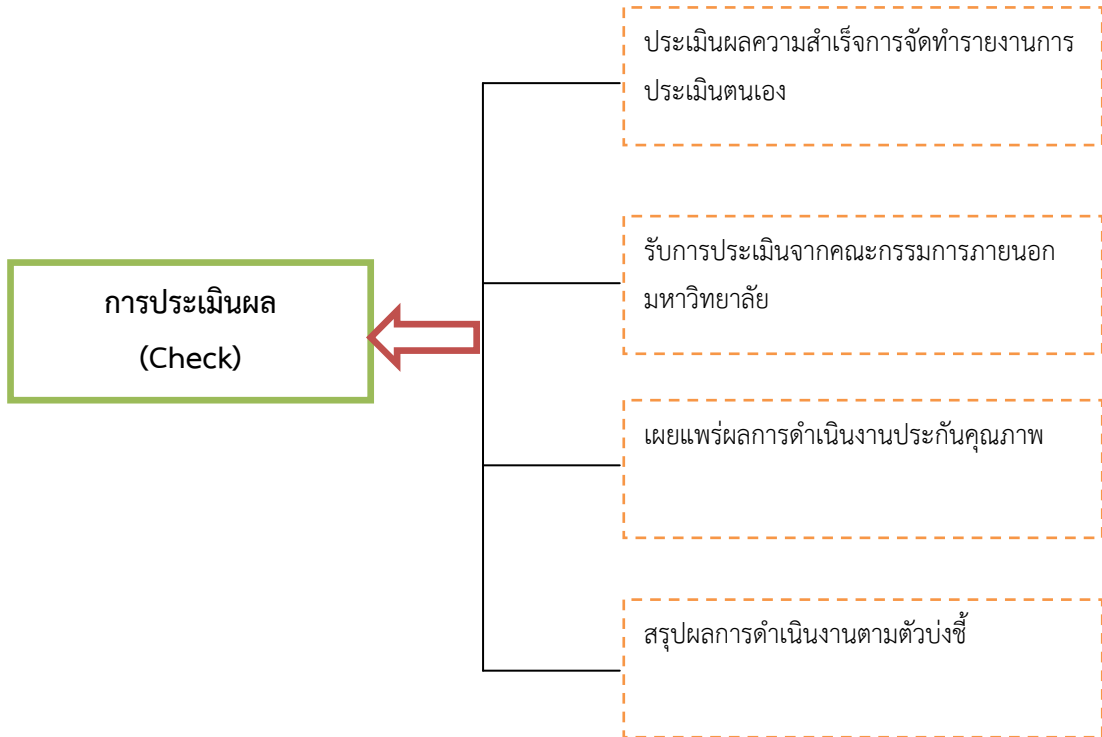 ประเมินผลความสำเร็จการจัดทำรายงานการ
ประเมินตนเอง
รับการประเมินจากคณะกรรมการภายนอก
มหาวิทยาลัย
การประเมินผล
(Check)
เผยแพร่ผลการดำเนินงานประกันคุณภาพ
สรุปผลการดำเนินงานตามตัวบ่งชี้